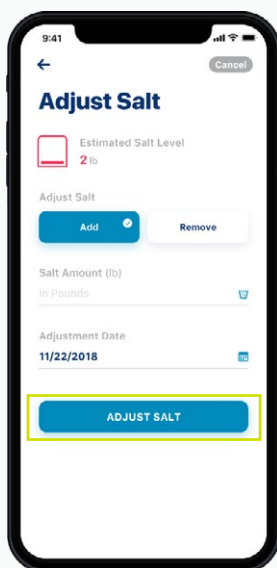 9:41
Cancel
Adjust Salt
Estimated Salt Level
2 lb
Adjust Salt
Add Remove
Salt Amount (lb)
In Pounds
Adjustment Date
11/22/2018
ADJUST SALT